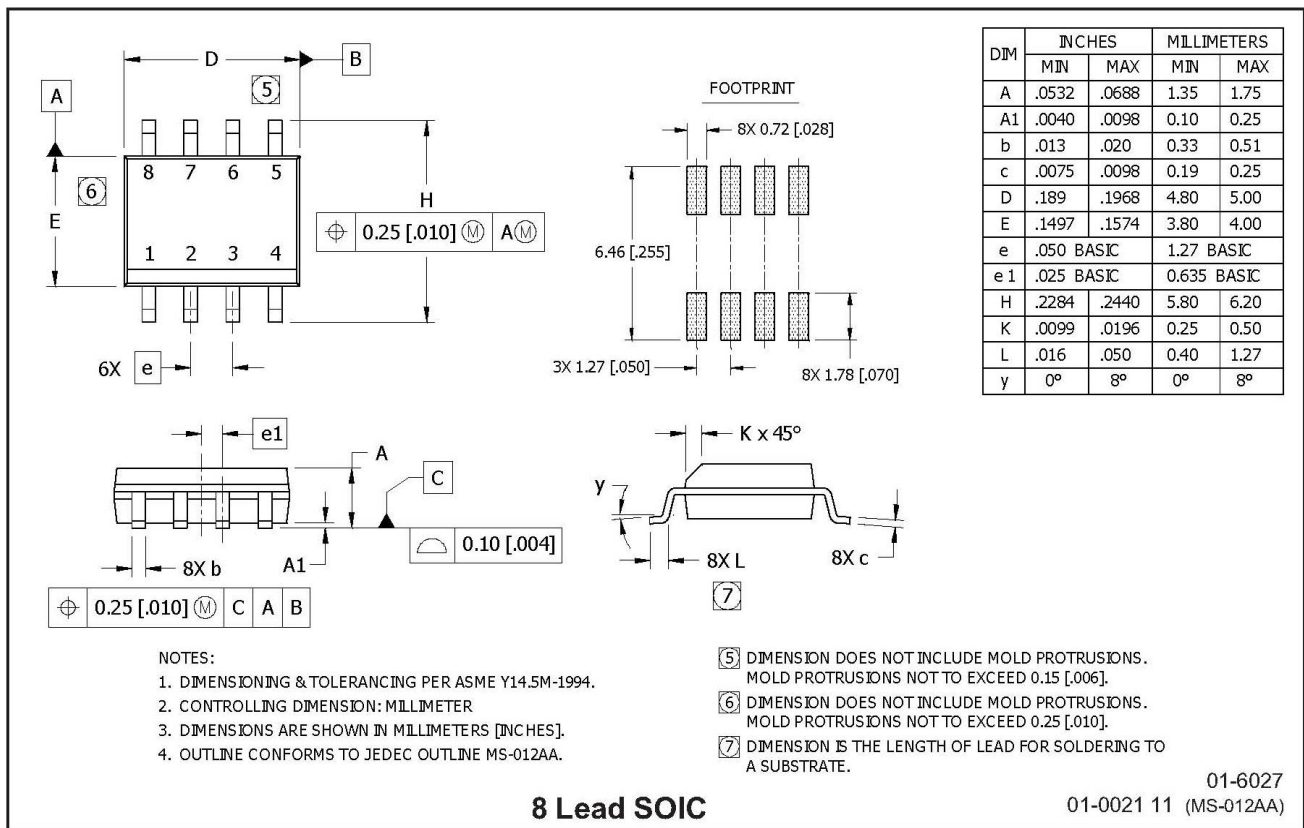 D
B
5
A
8 7 6 5
6
E
H
⌖ 0.25 [.010] Ⓜ AⓂ
1 2 3 4
6X e
FOOTPRINT
8X 0.72 [.028]
6.46 [.255]
3X 1.27 [.050]
8X 1.78 [.070]
DIM INCHES MILLIMETERS
MIN MAX MIN MAX
A .0532 .0688 1.35 1.75
A1 .0040 .0098 0.10 0.25
b .013 .020 0.33 0.51
c .0075 .0098 0.19 0.25
D .189 .1968 4.80 5.00
E .1497 .1574 3.80 4.00
e .050 BASIC 1.27 BASIC
e1 .025 BASIC 0.635 BASIC
H .2284 .2440 5.80 6.20
K .0099 .0196 0.25 0.50
L .016 .050 0.40 1.27
y 0° 8° 0° 8°
e1
A
C
⌓ 0.10 [.004]
A1
8X b
⌖ 0.25 [.010] Ⓜ C A B
K x 45°
y
8X L
7
8X c
NOTES:
1. DIMENSIONING & TOLERANCING PER ASME Y14.5M-1994.
2. CONTROLLING DIMENSION: MILLIMETER
3. DIMENSIONS ARE SHOWN IN MILLIMETERS [INCHES].
4. OUTLINE CONFORMS TO JEDEC OUTLINE MS-012AA.
5 DIMENSION DOES NOT INCLUDE MOLD PROTRUSIONS.
MOLD PROTRUSIONS NOT TO EXCEED 0.15 [.006].
6 DIMENSION DOES NOT INCLUDE MOLD PROTRUSIONS.
MOLD PROTRUSIONS NOT TO EXCEED 0.25 [.010].
7 DIMENSION IS THE LENGTH OF LEAD FOR SOLDERING TO
A SUBSTRATE.
8 Lead SOIC
01-6027
01-0021 11 (MS-012AA)